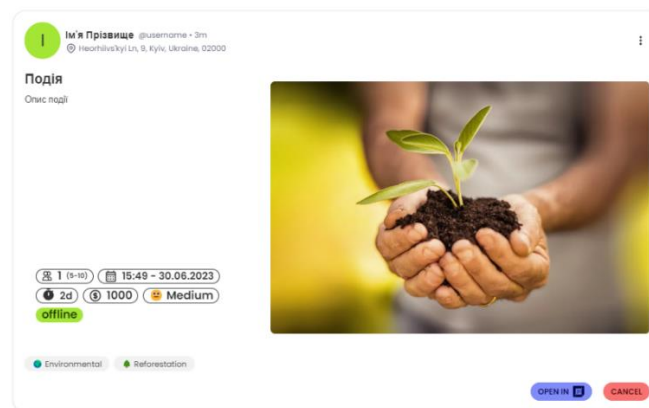 І
Ім'я Прізвище @username • 3m
Heorhiivs'kyi Ln, 9, Kyiv, Ukraine, 02000
Подія
Опис події
1 (5-10) 15:49 - 30.06.2023
2d 1000 Medium
offline
Environmental Reforestation
OPEN IN CANCEL